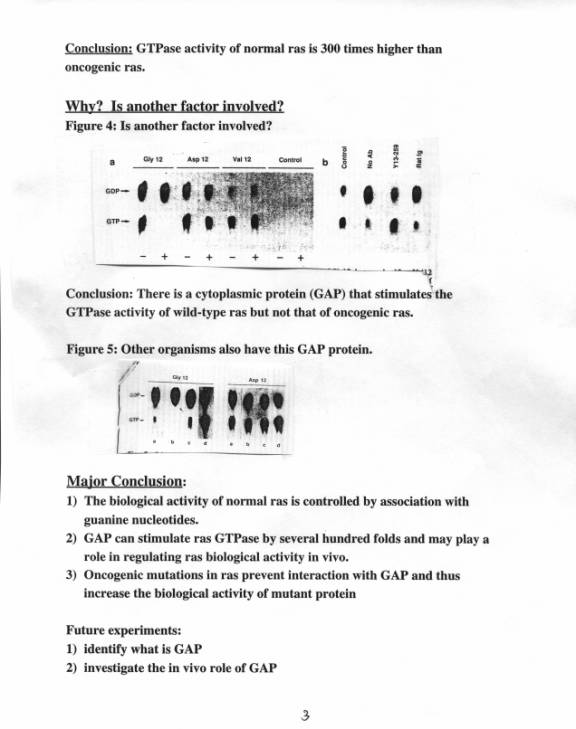 Conclusion: GTPase activity of normal ras is 300 times higher than
oncogenic ras.
Why? Is another factor involved?
Figure 4: Is another factor involved?
a Gly 12 Asp 12 Val 12 Control b Control No Ab Y13-259 Rat Ig
GDP
GTP
− + − + − + − +
Conclusion: There is a cytoplasmic protein (GAP) that stimulates the
GTPase activity of wild-type ras but not that of oncogenic ras.
Figure 5: Other organisms also have this GAP protein.
Gly 12 Asp 12
GDP
GTP
a b c d a b c d
Major Conclusion:
1) The biological activity of normal ras is controlled by association with
guanine nucleotides.
2) GAP can stimulate ras GTPase by several hundred folds and may play a
role in regulating ras biological activity in vivo.
3) Oncogenic mutations in ras prevent interaction with GAP and thus
increase the biological activity of mutant protein
Future experiments:
1) identify what is GAP
2) investigate the in vivo role of GAP
3